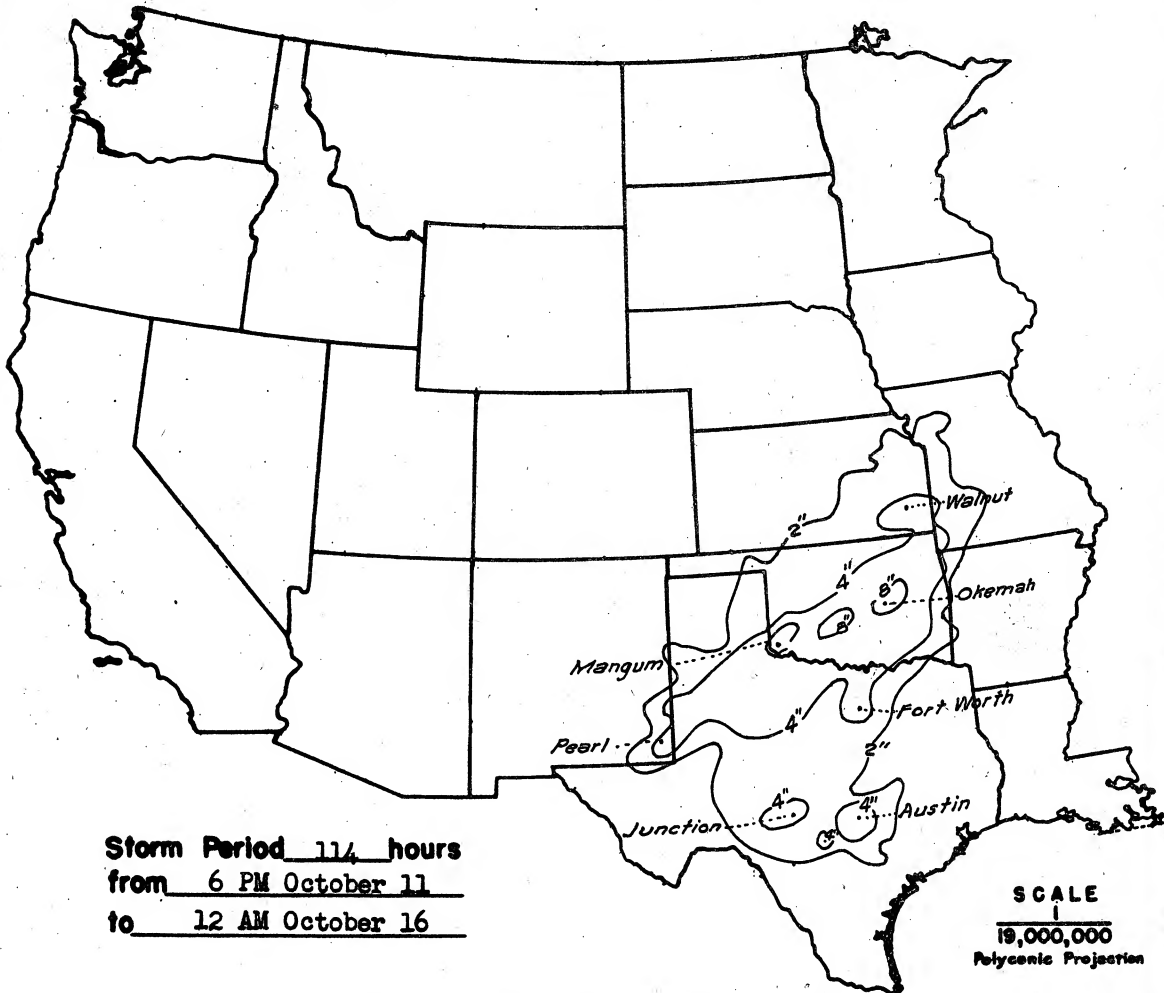 Walnut
2"
4"
8"
Okemah
8"
Mangum
Fort Worth
4"
Pearl
2"
4"
4"
Austin
Junction
4"
Storm Period 114 hours
from 6 PM October 11
to 12 AM October 16
SCALE
1
19,000,000
Polyconic Projection